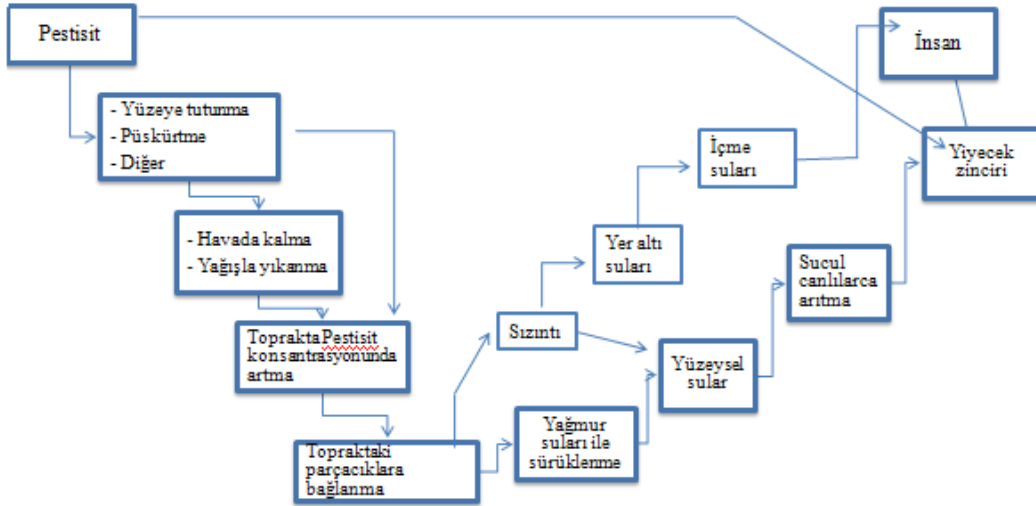 Pestisit
- Yüzeye tutunma
- Püskürtme
- Diğer
- Havada kalma
- Yağışla yıkanma
Toprakta Pestisit
konsantrasyonunda
artma
Topraktaki
parçacıklara
bağlanma
Sızıntı
Yağmur
suları ile
sürüklenme
Yer altı
suları
Yüzeysel
sular
İçme
suları
Sucul
canlılarca
arıtma
İnsan
Yiyecek
zinciri